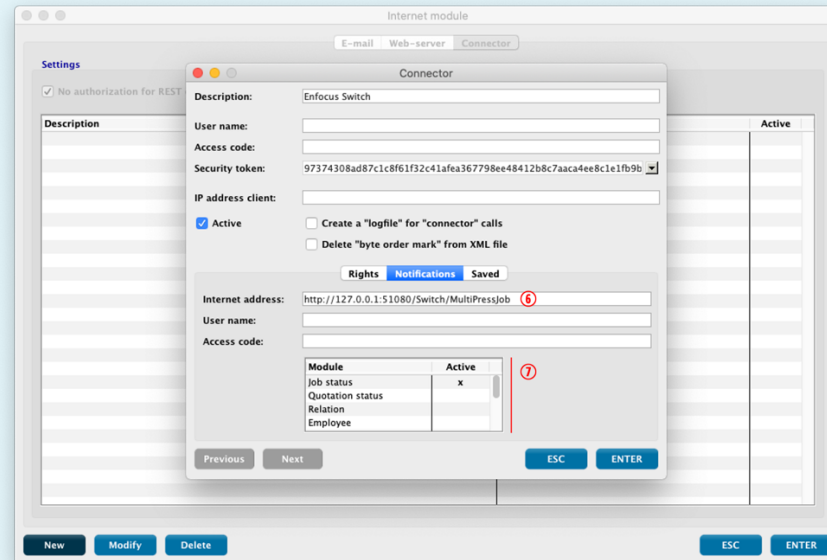 Internet module
E-mail Web-server Connector
Settings
No authorization for REST
Description Active
Connector
Description: Enfocus Switch
User name:
Access code:
Security token: 97374308ad87c1c8f61f32c41afea367798ee48412b8c7aaca4ee8c1e1fb9b
IP address client:
Active Create a "logfile" for "connector" calls
Delete "byte order mark" from XML file
Rights Notifications Saved
Internet address: http://127.0.0.1:51080/Switch/MultiPressJob ⑥
User name:
Access code:
Module Active
Job status x ⑦
Quotation status
Relation
Employee
Previous Next ESC ENTER
New Modify Delete ESC ENTER